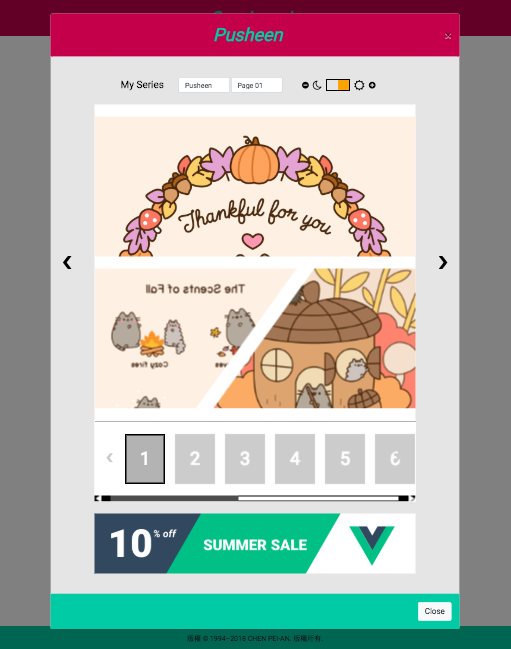 Pusheen
×
My Series
Pusheen
Page 01
Thankful for you
The Scents of Fall
Cozy fires
1
2
3
4
5
6
10% off
SUMMER SALE
Close
版權 © 1994~2018 CHEN PEI-AN. 版權所有.